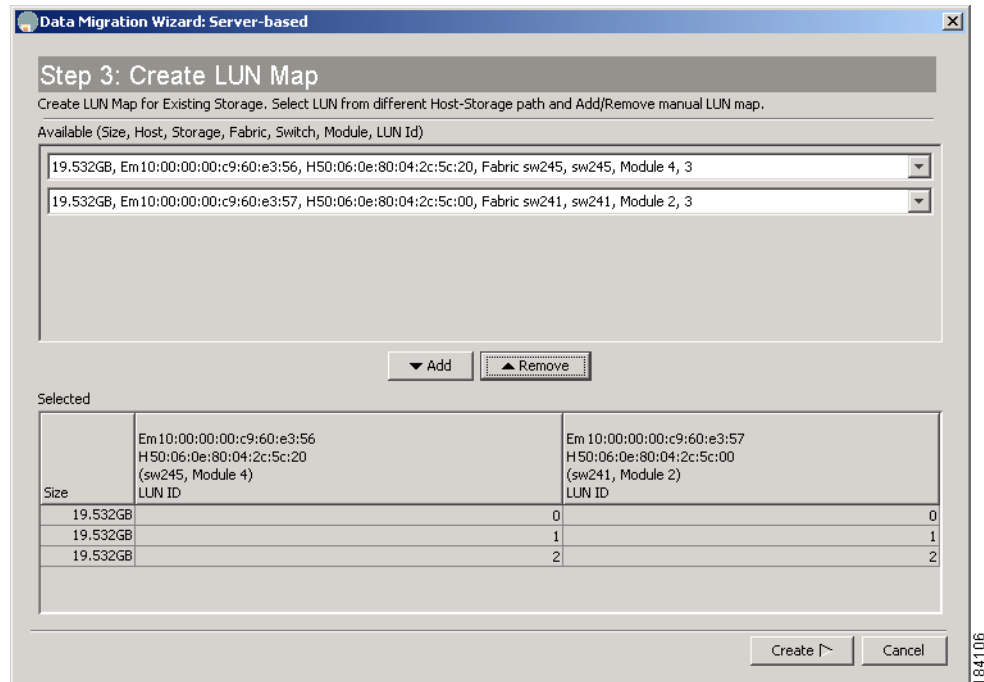 Data Migration Wizard: Server-based
Step 3: Create LUN Map
Create LUN Map for Existing Storage. Select LUN from different Host-Storage path and Add/Remove manual LUN map.
Available (Size, Host, Storage, Fabric, Switch, Module, LUN Id)
19.532GB, Em10:00:00:00:c9:60:e3:56, H50:06:0e:80:04:2c:5c:20, Fabric sw245, sw245, Module 4, 3
19.532GB, Em10:00:00:00:c9:60:e3:57, H50:06:0e:80:04:2c:5c:00, Fabric sw241, sw241, Module 2, 3
Add Remove
Selected
Em10:00:00:00:c9:60:e3:56 Em10:00:00:00:c9:60:e3:57
H50:06:0e:80:04:2c:5c:20 H50:06:0e:80:04:2c:5c:00
(sw245, Module 4) (sw241, Module 2)
Size LUN ID LUN ID
19.532GB 0 0
19.532GB 1 1
19.532GB 2 2
Create Cancel
184106